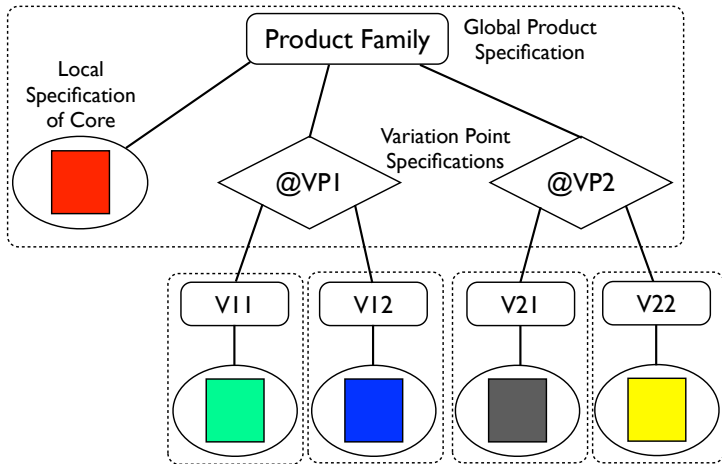 Product Family
Global Product
Specification
Local
Specification
of Core
Variation Point
Specifications
@VP1
@VP2
V11
V12
V21
V22